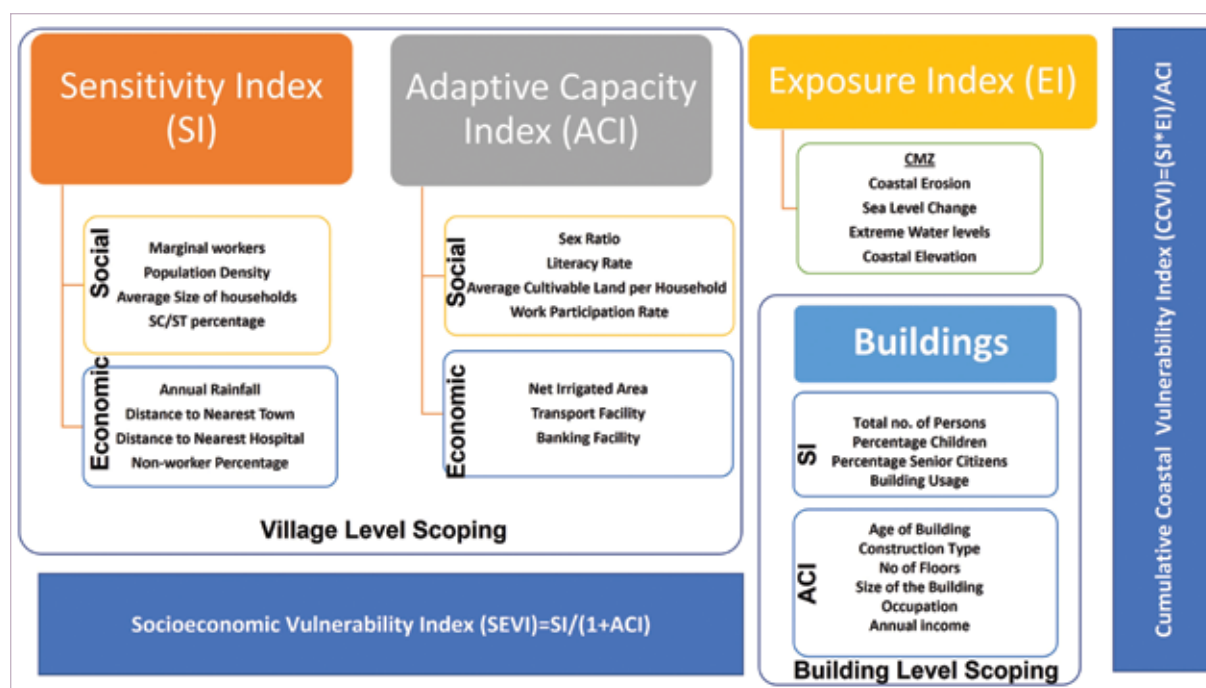 Sensitivity Index
(SI)
Social
Marginal workers
Population Density
Average Size of households
SC/ST percentage
Economic
Annual Rainfall
Distance to Nearest Town
Distance to Nearest Hospital
Non-worker Percentage
Adaptive Capacity
Index (ACI)
Social
Sex Ratio
Literacy Rate
Average Cultivable Land per Household
Work Participation Rate
Economic
Net Irrigated Area
Transport Facility
Banking Facility
Village Level Scoping
Socioeconomic Vulnerability Index (SEVI)=SI/(1+ACI)
Exposure Index (EI)
CMZ
Coastal Erosion
Sea Level Change
Extreme Water levels
Coastal Elevation
Buildings
SI
Total no. of Persons
Percentage Children
Percentage Senior Citizens
Building Usage
ACI
Age of Building
Construction Type
No of Floors
Size of the Building
Occupation
Annual income
Building Level Scoping
Cumulative Coastal Vulnerability Index (CCVI)=(SI*EI)/ACI